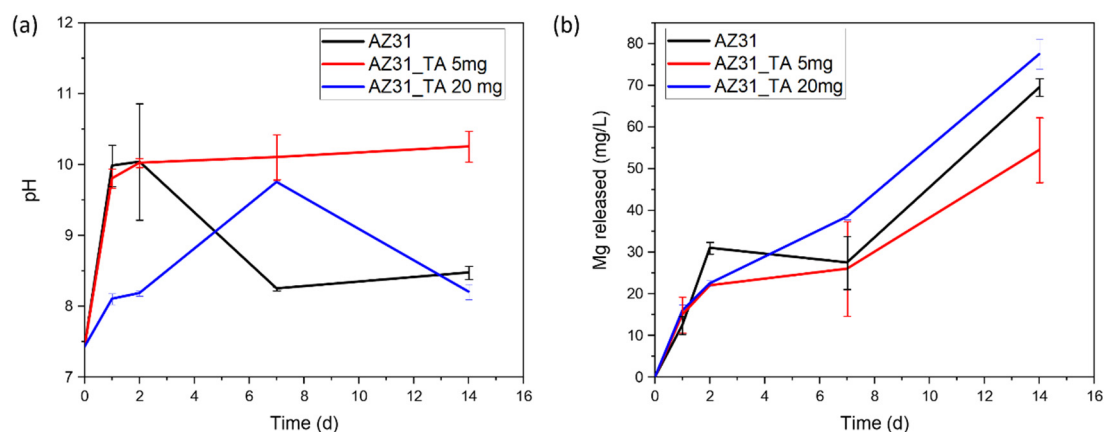 (a)
12
11
10
9
8
7
pH
0
2
4
6
8
10
12
14
16
Time (d)
AZ31
AZ31_TA 5mg
AZ31_TA 20 mg
(b)
80
70
60
50
40
30
20
10
0
Mg released (mg/L)
0
2
4
6
8
10
12
14
16
Time (d)
AZ31
AZ31_TA 5mg
AZ31_TA 20mg